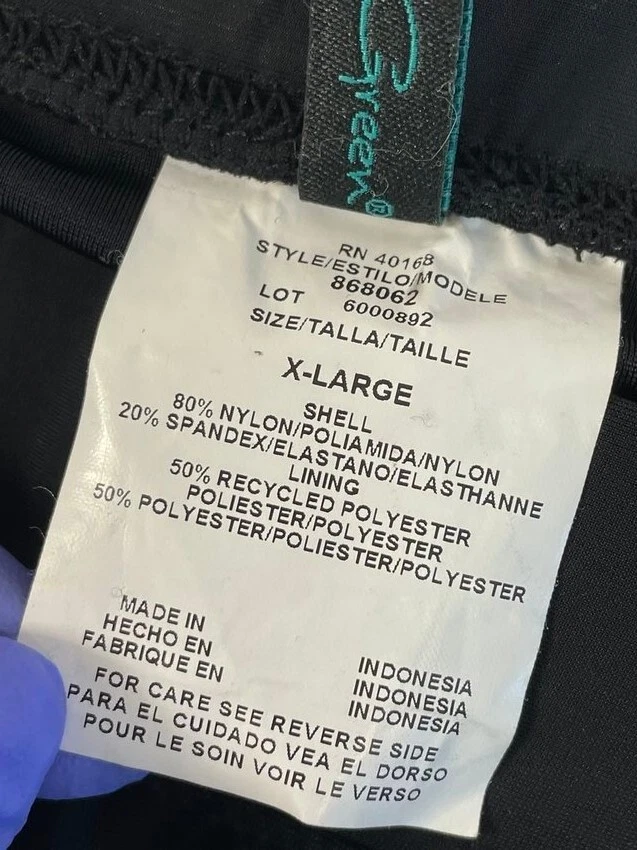 Green®
RN 40168
STYLE/ESTILO/MODELE
868062
LOT 6000892
SIZE/TALLA/TAILLE
X-LARGE
SHELL
80% NYLON/POLIAMIDA/NYLON
20% SPANDEX/ELASTANO/ELASTHANNE
LINING
50% RECYCLED POLYESTER
POLIESTER/POLYESTER
50% POLYESTER/POLIESTER/POLYESTER
MADE IN INDONESIA
HECHO EN INDONESIA
FABRIQUE EN INDONESIA
FOR CARE SEE REVERSE SIDE
PARA EL CUIDADO VEA EL DORSO
POUR LE SOIN VOIR LE VERSO